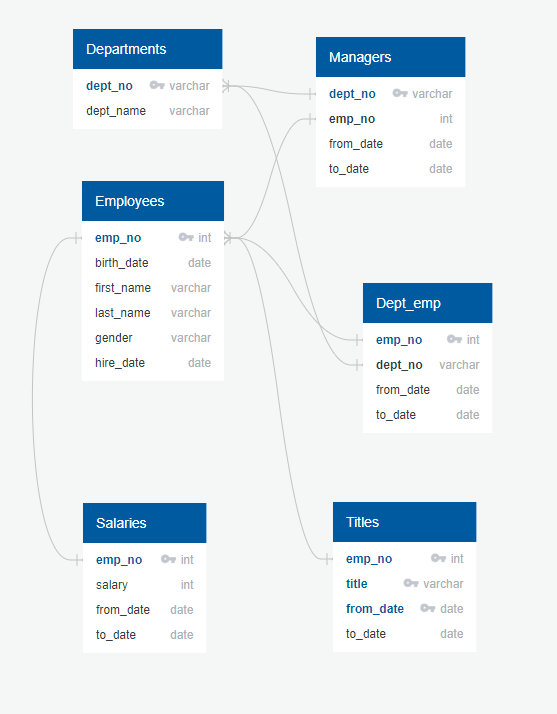 Departments
dept_no varchar
dept_name varchar
Managers
dept_no varchar
emp_no int
from_date date
to_date date
Employees
emp_no int
birth_date date
first_name varchar
last_name varchar
gender varchar
hire_date date
Dept_emp
emp_no int
dept_no varchar
from_date date
to_date date
Salaries
emp_no int
salary int
from_date date
to_date date
Titles
emp_no int
title varchar
from_date date
to_date date